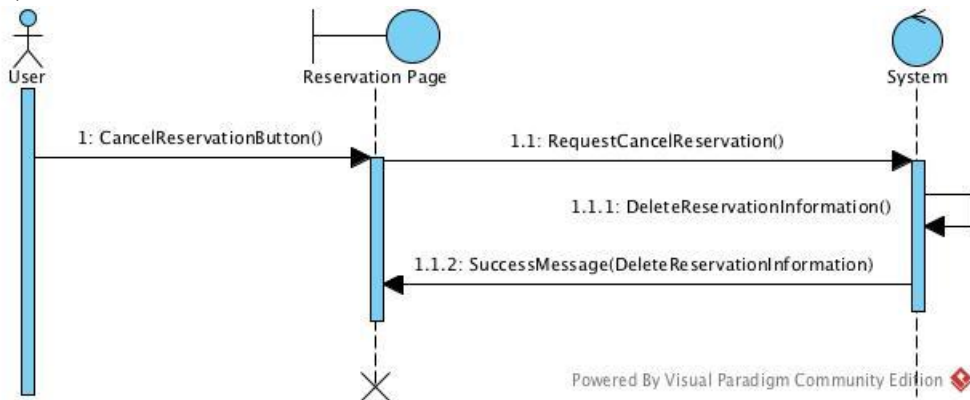 User
Reservation Page
System
1: CancelReservationButton()
1.1: RequestCancelReservation()
1.1.1: DeleteReservationInformation()
1.1.2: SuccessMessage(DeleteReservationInformation)
Powered By Visual Paradigm Community Edition